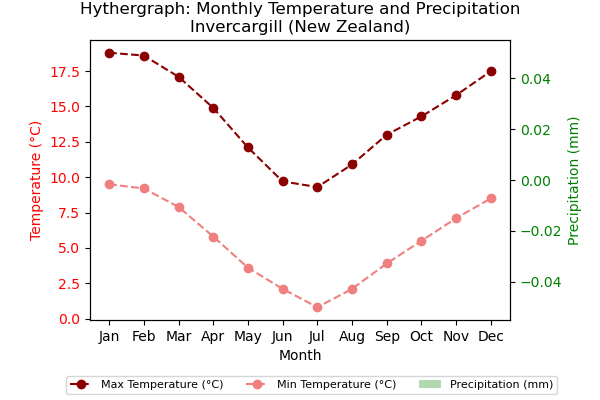 Hythergraph: Monthly Temperature and Precipitation
Invercargill (New Zealand)
Temperature (°C)
17.5
15.0
12.5
10.0
7.5
5.0
2.5
0.0
0.04
0.02
0.00
−0.02
−0.04
Precipitation (mm)
Jan Feb Mar Apr May Jun Jul Aug Sep Oct Nov Dec
Month
Max Temperature (°C) Min Temperature (°C) Precipitation (mm)